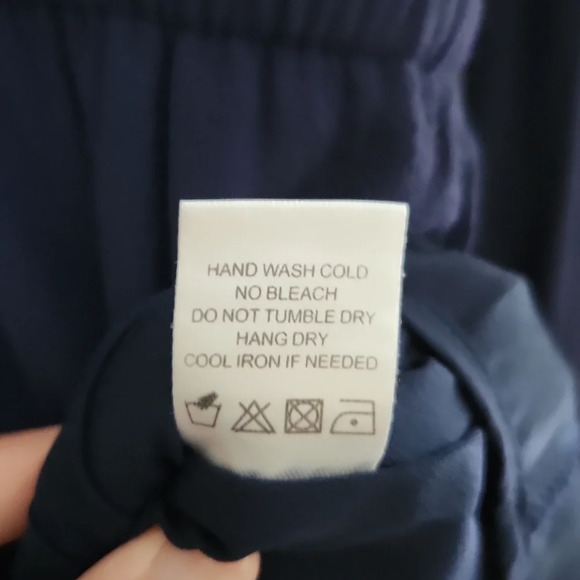 HAND WASH COLD
NO BLEACH
DO NOT TUMBLE DRY
HANG DRY
COOL IRON IF NEEDED